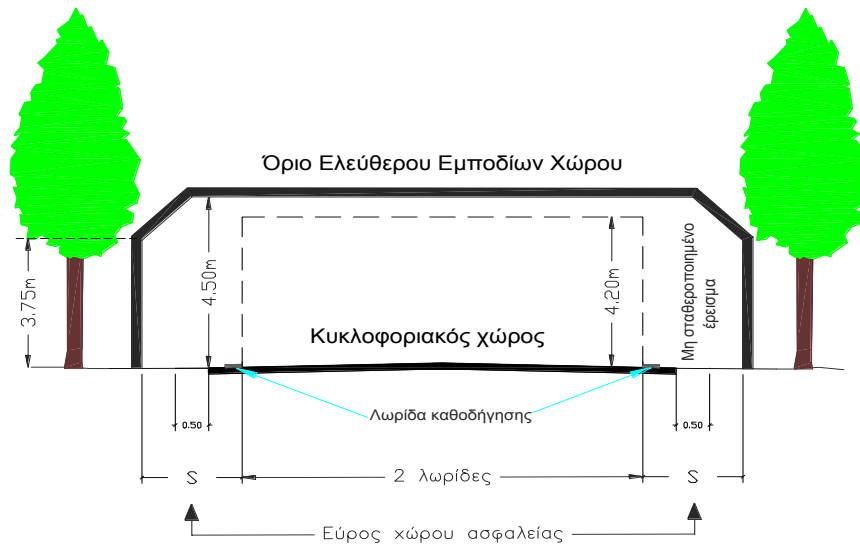 Όριο Ελεύθερου Εμποδίων Χώρου
3.75m
4.50m
4.20m
Μη σταθεροποιημένο
έρεισμα
Κυκλοφοριακός χώρος
Λωρίδα καθοδήγησης
0.50
0.50
S
2 λωρίδες
S
Εύρος χώρου ασφαλείας